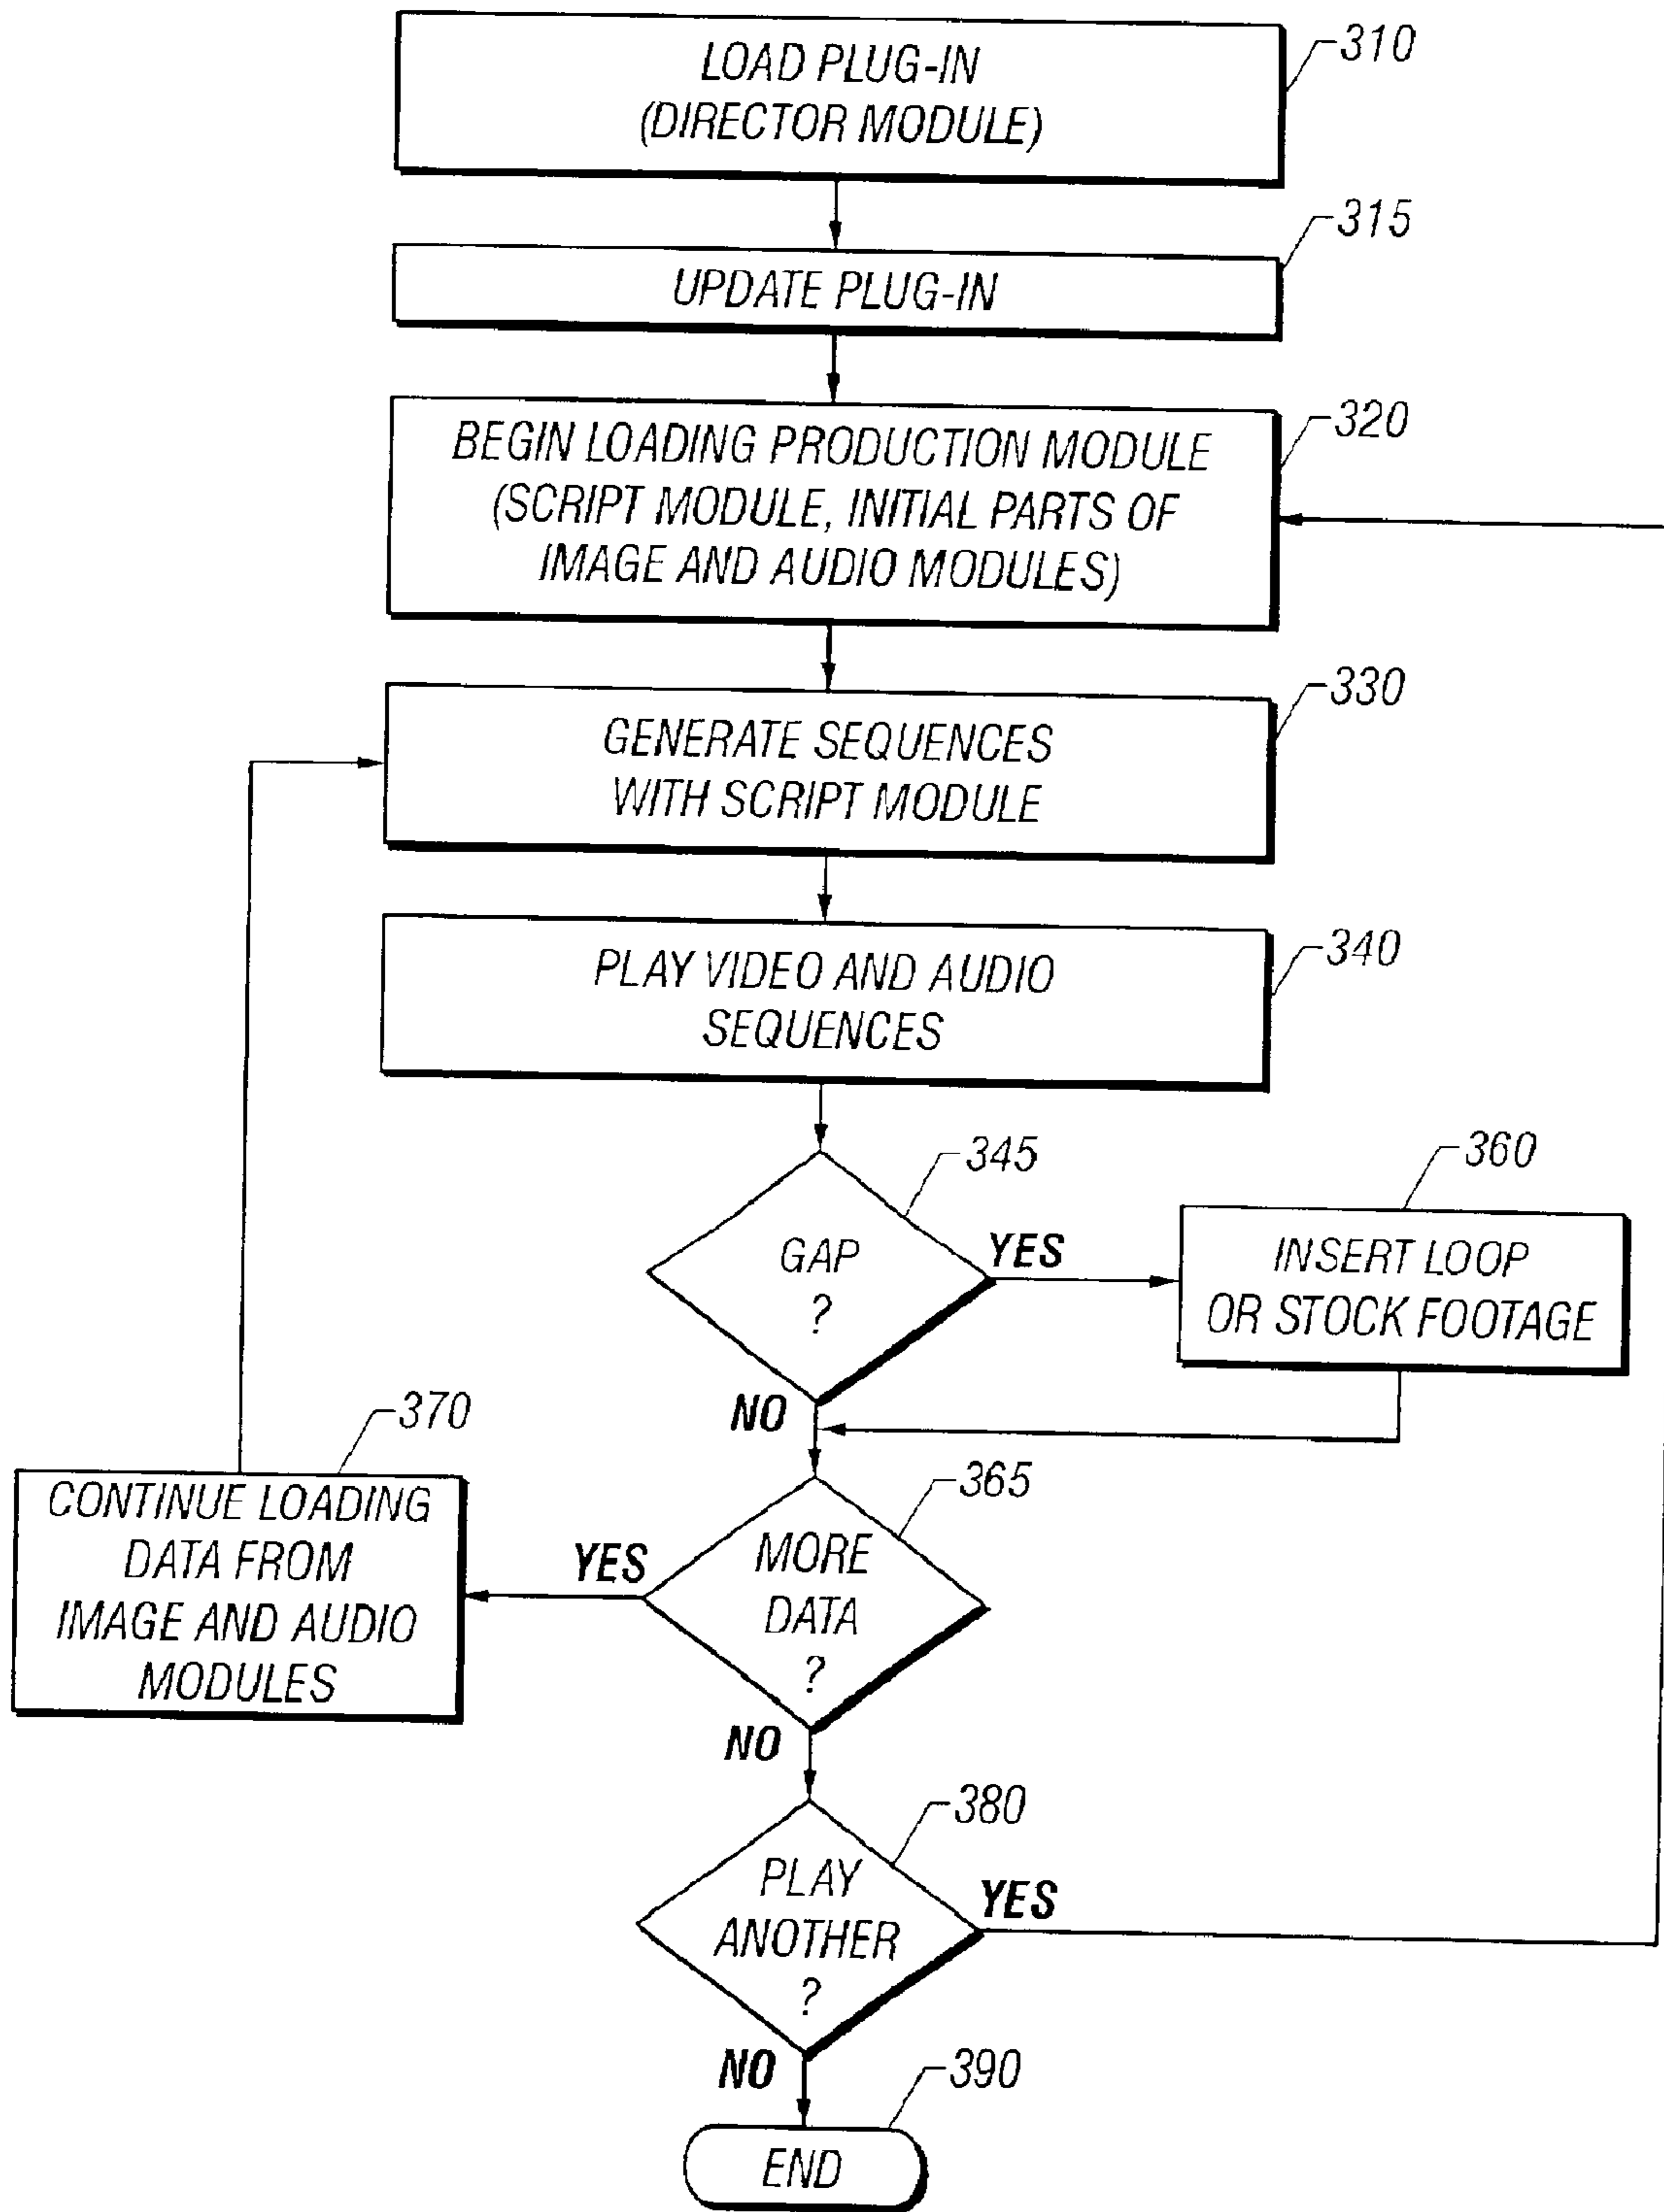 310
LOAD PLUG-IN
(DIRECTOR MODULE)
315
UPDATE PLUG-IN
320
BEGIN LOADING PRODUCTION MODULE
(SCRIPT MODULE, INITIAL PARTS OF
IMAGE AND AUDIO MODULES)
330
GENERATE SEQUENCES
WITH SCRIPT MODULE
340
PLAY VIDEO AND AUDIO
SEQUENCES
345
GAP
?
YES
NO
360
INSERT LOOP
OR STOCK FOOTAGE
365
MORE
DATA
?
YES
NO
370
CONTINUE LOADING
DATA FROM
IMAGE AND AUDIO
MODULES
380
PLAY
ANOTHER
?
YES
NO
390
END